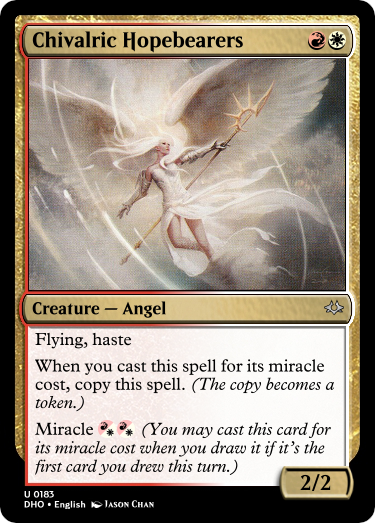 Chivalric Hopebearers
Creature — Angel
Flying, haste
When you cast this spell for its miracle
cost, copy this spell. (The copy becomes a
token.)
Miracle (You may cast this card for
its miracle cost when you draw it if it's the
first card you drew this turn.)
2/2
U 0183
DHO • English Jason Chan